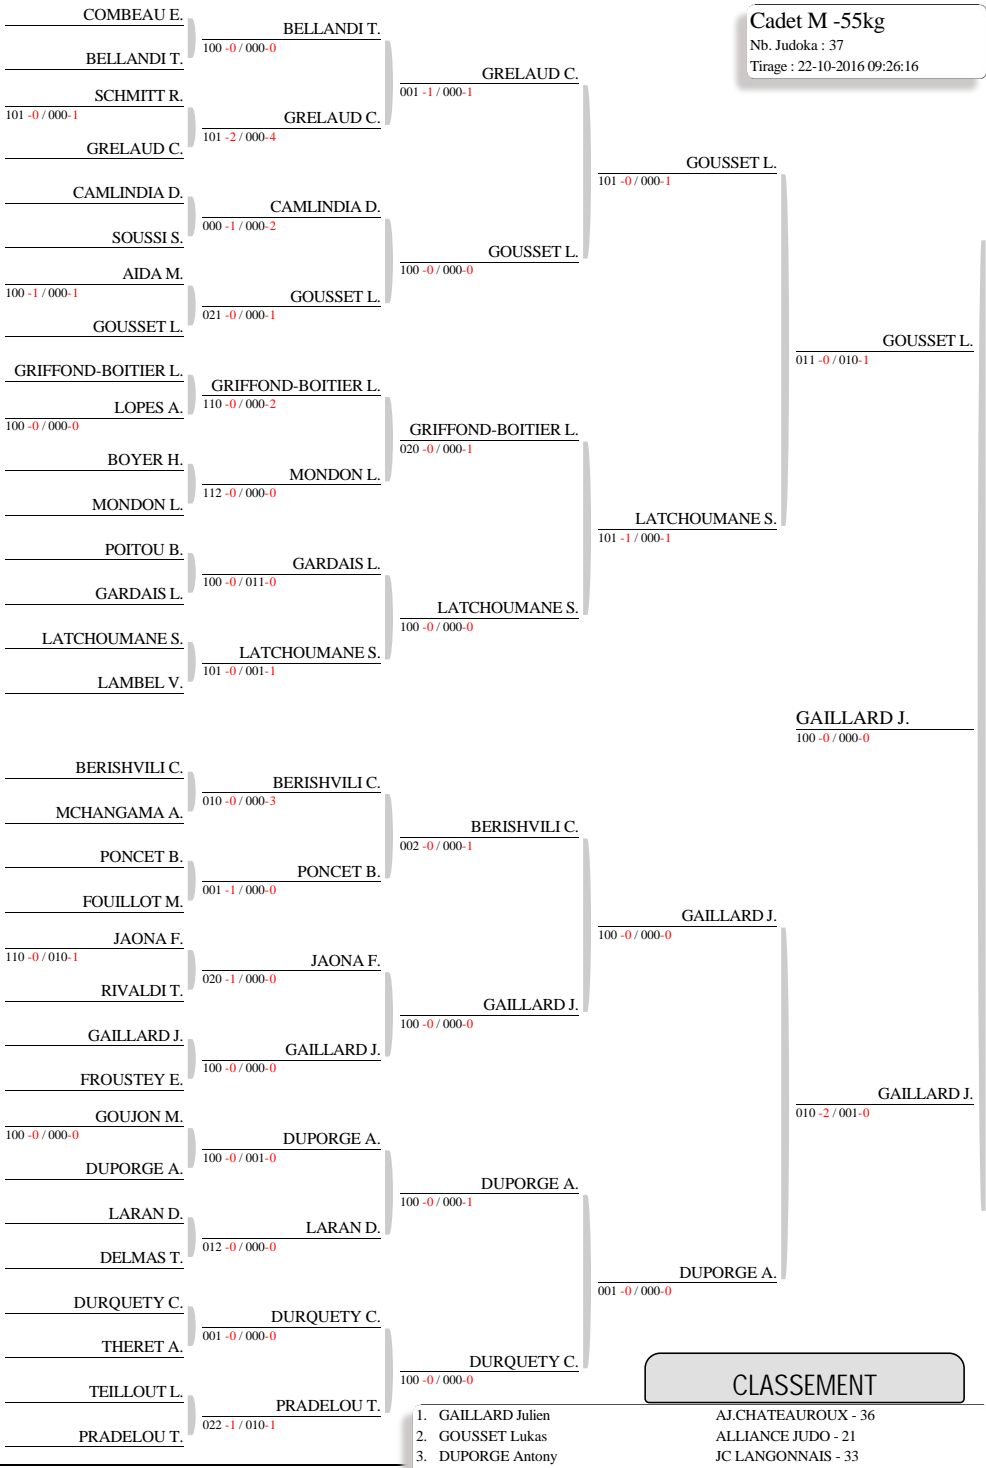 Cadet M -55kg
Nb. Judoka : 37
Tirage : 22-10-2016 09:26:16
COMBEAU E.
BELLANDI T.
SCHMITT R.
101 -0 / 000-1
GRELAUD C.
CAMLINDIA D.
SOUSSI S.
AIDA M.
100 -1 / 000-1
GOUSSET L.
GRIFFOND-BOITIER L.
LOPES A.
100 -0 / 000-0
BOYER H.
MONDON L.
POITOU B.
GARDAIS L.
LATCHOUMANE S.
LAMBEL V.
BERISHVILI C.
MCHANGAMA A.
PONCET B.
FOUILLOT M.
JAONA F.
110 -0 / 010-1
RIVALDI T.
GAILLARD J.
FROUSTEY E.
GOUJON M.
100 -0 / 000-0
DUPORGE A.
LARAN D.
DELMAS T.
DURQUETY C.
THERET A.
TEILLOUT L.
PRADELOU T.
BELLANDI T.
100 -0 / 000-0
GRELAUD C.
101 -2 / 000-4
CAMLINDIA D.
000 -1 / 000-2
GOUSSET L.
021 -0 / 000-1
GRIFFOND-BOITIER L.
110 -0 / 000-2
MONDON L.
112 -0 / 000-0
GARDAIS L.
100 -0 / 011-0
LATCHOUMANE S.
101 -0 / 001-1
BERISHVILI C.
010 -0 / 000-3
PONCET B.
001 -1 / 000-0
JAONA F.
020 -1 / 000-0
GAILLARD J.
100 -0 / 000-0
DUPORGE A.
100 -0 / 001-0
LARAN D.
012 -0 / 000-0
DURQUETY C.
001 -0 / 000-0
PRADELOU T.
022 -1 / 010-1
GRELAUD C.
001 -1 / 000-1
GOUSSET L.
100 -0 / 000-0
GRIFFOND-BOITIER L.
020 -0 / 000-1
LATCHOUMANE S.
100 -0 / 000-0
BERISHVILI C.
002 -0 / 000-1
GAILLARD J.
100 -0 / 000-0
DUPORGE A.
100 -0 / 000-1
DURQUETY C.
100 -0 / 000-0
GOUSSET L.
101 -0 / 000-1
LATCHOUMANE S.
101 -1 / 000-1
GAILLARD J.
100 -0 / 000-0
DUPORGE A.
001 -0 / 000-0
GOUSSET L.
011 -0 / 010-1
GAILLARD J.
100 -0 / 000-0
GAILLARD J.
010 -2 / 001-0
CLASSEMENT
1. GAILLARD Julien AJ.CHATEAUROUX - 36
2. GOUSSET Lukas ALLIANCE JUDO - 21
3. DUPORGE Antony JC LANGONNAIS - 33